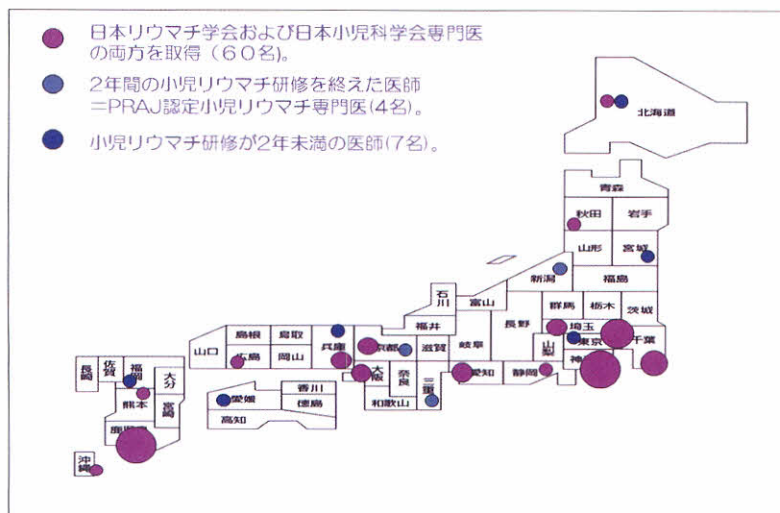 日本リウマチ学会および日本小児科学会専門医
の両方を取得（６０名)。
2年間の小児リウマチ研修を終えた医師
=PRAJ認定小児リウマチ専門医(4名)。
小児リウマチ研修が2年未満の医師(7名)。
北海道
青森
秋田 岩手
山形 宮城
新潟 福島
石川 富山 群馬 栃木 茨城
福井 長野 埼玉
島根 鳥取 兵庫 京都 滋賀 岐阜 山梨 東京 千葉
山口 広島 岡山 神
大阪 奈良 三重 愛知 静岡
和歌山
長崎 佐賀 福岡 大分
熊本 宮崎
香川
愛媛 徳島
高知
鹿児島
沖縄